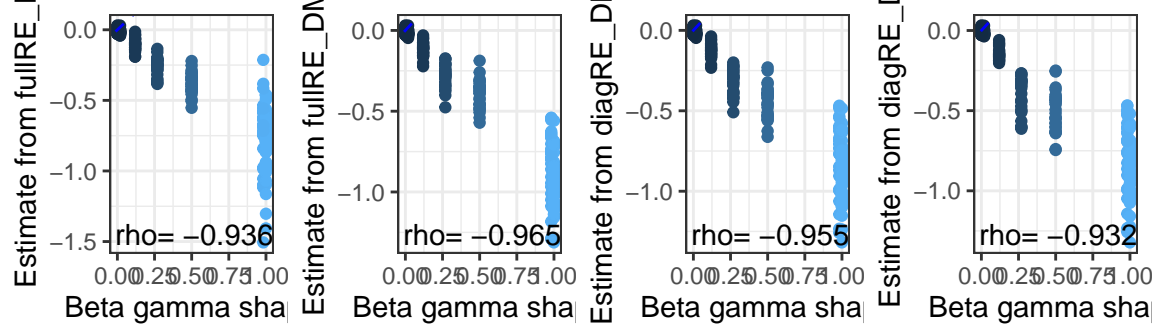 Estimate from fullRE_
0.0
−0.5
−1.0
−1.5
rho= −0.936
0.00 0.25 0.50 0.75 1.00
Beta gamma shap
Estimate from fullRE_DM
0.0
−0.5
−1.0
rho= −0.965
0.00 0.25 0.50 0.75 1.00
Beta gamma shap
Estimate from diagRE_D
0.0
−0.5
−1.0
rho= −0.955
0.00 0.25 0.50 0.75 1.00
Beta gamma shap
Estimate from diagRE_D
0.0
−0.5
−1.0
rho= −0.932
0.00 0.25 0.50 0.75 1.00
Beta gamma shap